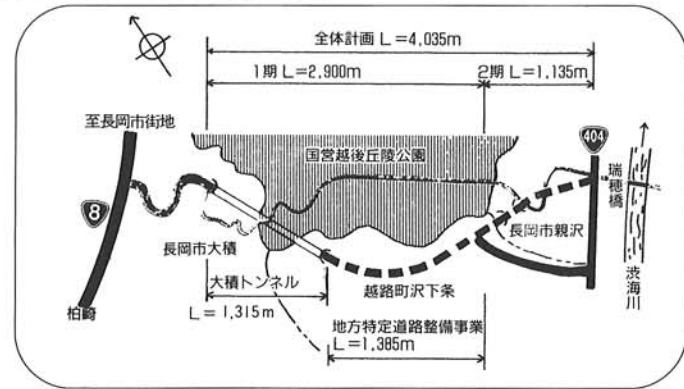 全体計画 L=4,035m
1期 L=2,900m
2期 L=1,135m
至長岡市街地
国営越後丘陵公園
404
瑞穂橋
8
長岡市大積
長岡市親沢
大積トンネル
L=1,315m
越路町沢下条
渋海川
柏崎
地方特定道路整備事業
L=1,385m